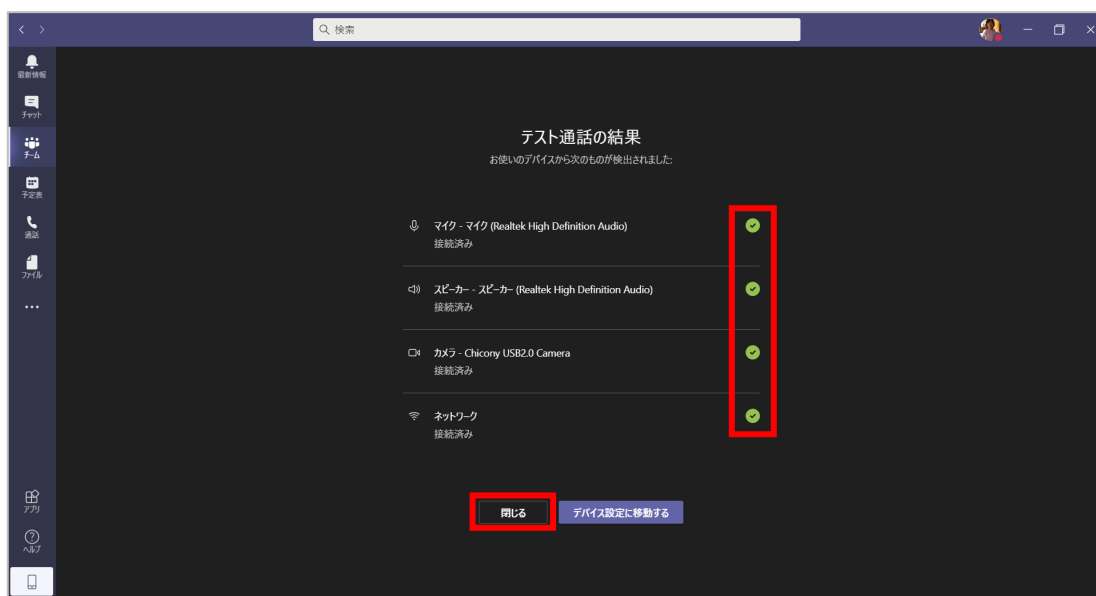 検索
最新情報
チャット
チーム
予定表
通話
ファイル
アプリ
ヘルプ
テスト通話の結果
お使いのデバイスから次のものが検出されました:
マイク - マイク (Realtek High Definition Audio)
接続済み
スピーカー - スピーカー (Realtek High Definition Audio)
接続済み
カメラ - Chicony USB2.0 Camera
接続済み
ネットワーク
接続済み
閉じる
デバイス設定に移動する